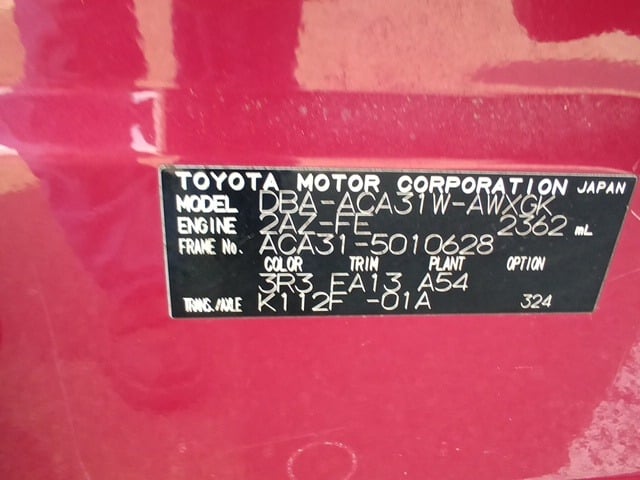 TOYOTA MOTOR CORPORATION JAPAN
MODEL DBA-ACA31W-AWXGK
ENGINE 2AZ-FE 2362 mL
FRAME No. ACA31-5010628
COLOR TRIM PLANT OPTION
3R3 EA13 A54
TRANS./AXLE K112F -01A 324